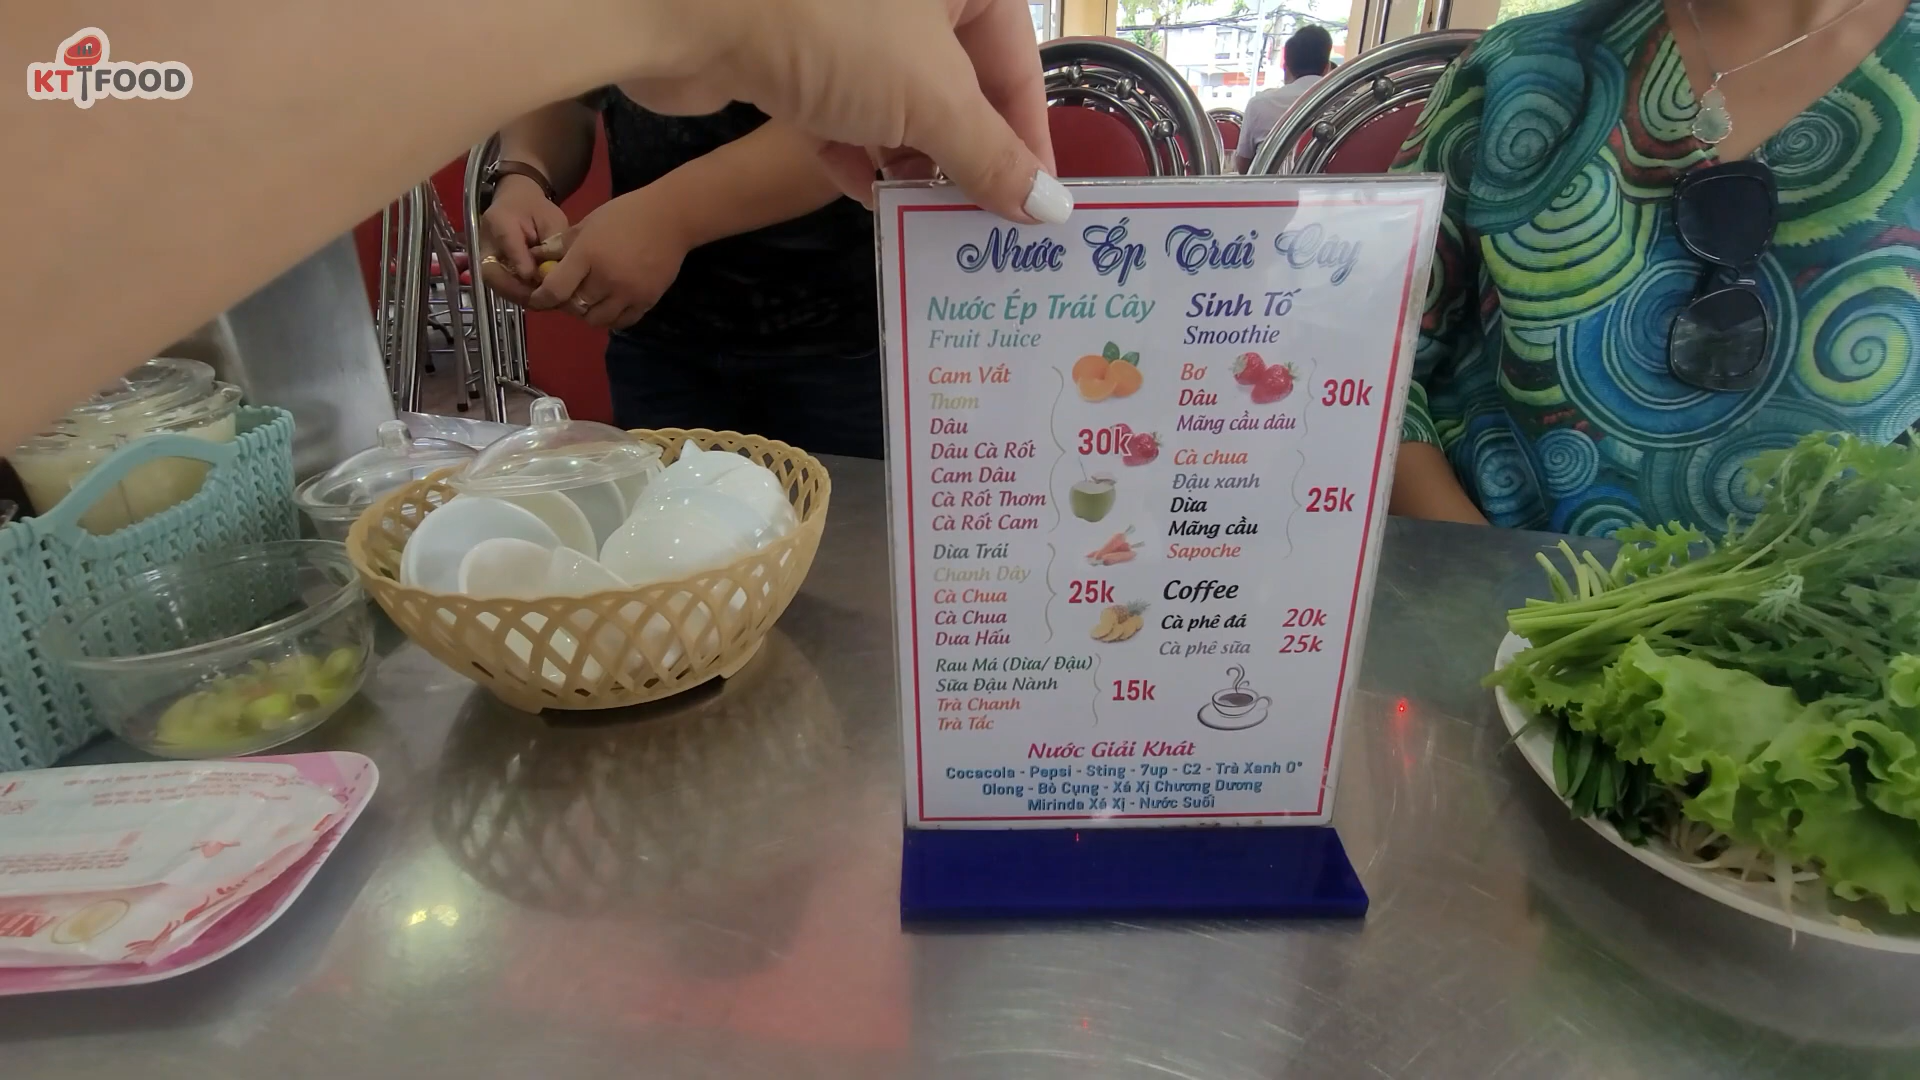 KT FOOD
Nước Ép Trái Cây
Nước Ép Trái Cây
Fruit Juice
Cam Vắt
Thơm
Dâu
Dâu Cà Rốt
Cam Dâu
Cà Rốt Thơm
Cà Rốt Cam
30k
Dừa Trái
Chanh Dây
Cà Chua
Cà Chua
Dưa Hấu
25k
Rau Má (Dừa/ Đậu)
Sữa Đậu Nành
Trà Chanh
Trà Tắc
15k
Sinh Tố
Smoothie
Bơ
Dâu
Mãng cầu dâu
30k
Cà chua
Đậu xanh
Dừa
Mãng cầu
Sapoche
25k
Coffee
Cà phê đá 20k
Cà phê sữa 25k
Nước Giải Khát
Cocacola - Pepsi - Sting - 7up - C2 - Trà Xanh 0°
Olong - Bò Cụng - Xá Xị Chương Dương
Mirinda Xá Xị - Nước Suối